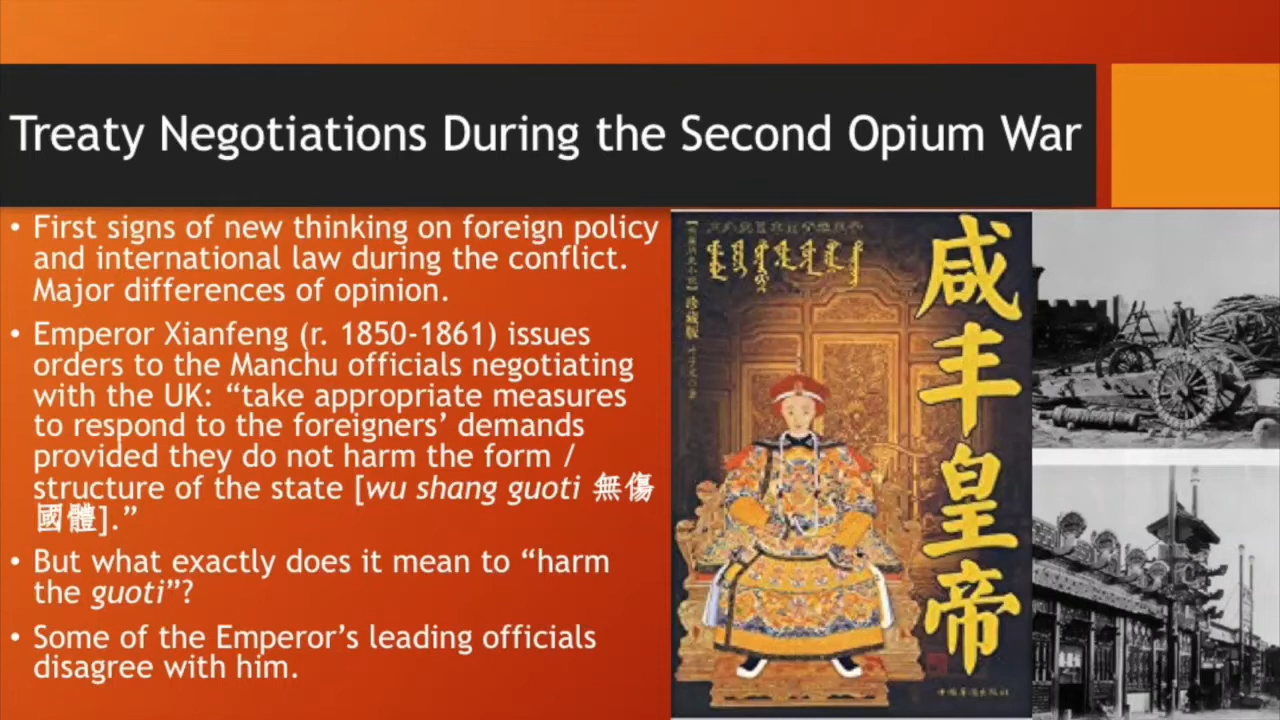 Treaty Negotiations During the Second Opium War
• First signs of new thinking on foreign policy
and international law during the conflict.
Major differences of opinion.
• Emperor Xianfeng (r. 1850-1861) issues
orders to the Manchu officials negotiating
with the UK: “take appropriate measures
to respond to the foreigners’ demands
provided they do not harm the form /
structure of the state [wu shang guoti 無傷
國體].”
• But what exactly does it mean to “harm
the guoti”?
• Some of the Emperor’s leading officials
disagree with him.
咸丰皇帝
珍藏版